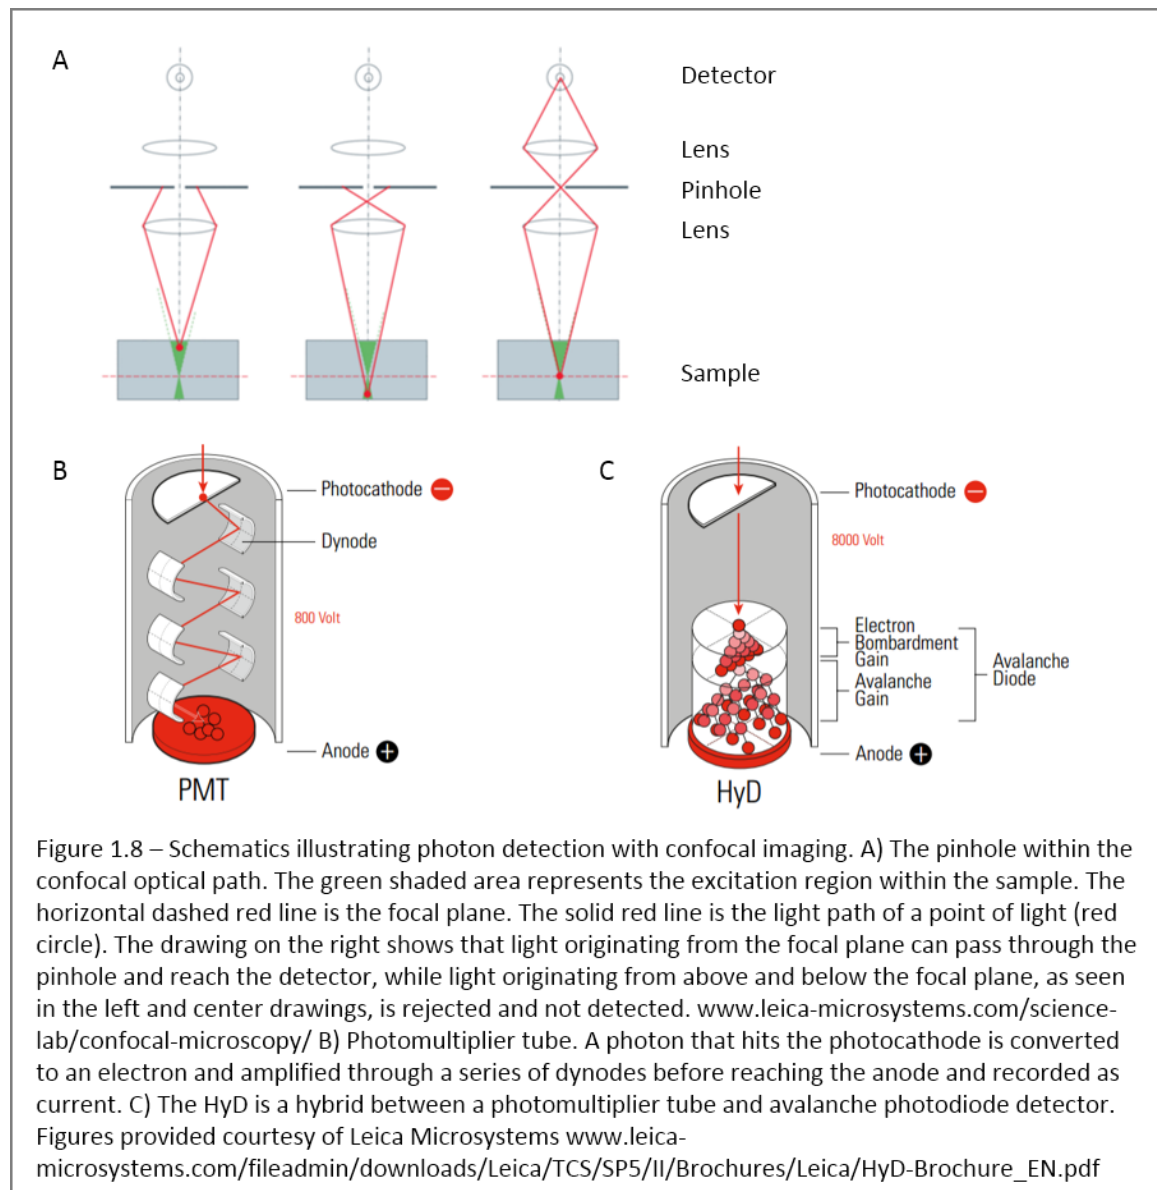 A
Detector
Lens
Pinhole
Lens
Sample
B
Photocathode −
Dynode
800 Volt
Anode +
PMT
C
Photocathode −
8000 Volt
Electron
Bombardment
Gain
Avalanche
Gain
Avalanche
Diode
Anode +
HyD
Figure 1.8 – Schematics illustrating photon detection with confocal imaging. A) The pinhole within the
confocal optical path. The green shaded area represents the excitation region within the sample. The
horizontal dashed red line is the focal plane. The solid red line is the light path of a point of light (red
circle). The drawing on the right shows that light originating from the focal plane can pass through the
pinhole and reach the detector, while light originating from above and below the focal plane, as seen
in the left and center drawings, is rejected and not detected. www.leica-microsystems.com/science-
lab/confocal-microscopy/ B) Photomultiplier tube. A photon that hits the photocathode is converted
to an electron and amplified through a series of dynodes before reaching the anode and recorded as
current. C) The HyD is a hybrid between a photomultiplier tube and avalanche photodiode detector.
Figures provided courtesy of Leica Microsystems www.leica-
microsystems.com/fileadmin/downloads/Leica/TCS/SP5/II/Brochures/Leica/HyD-Brochure_EN.pdf